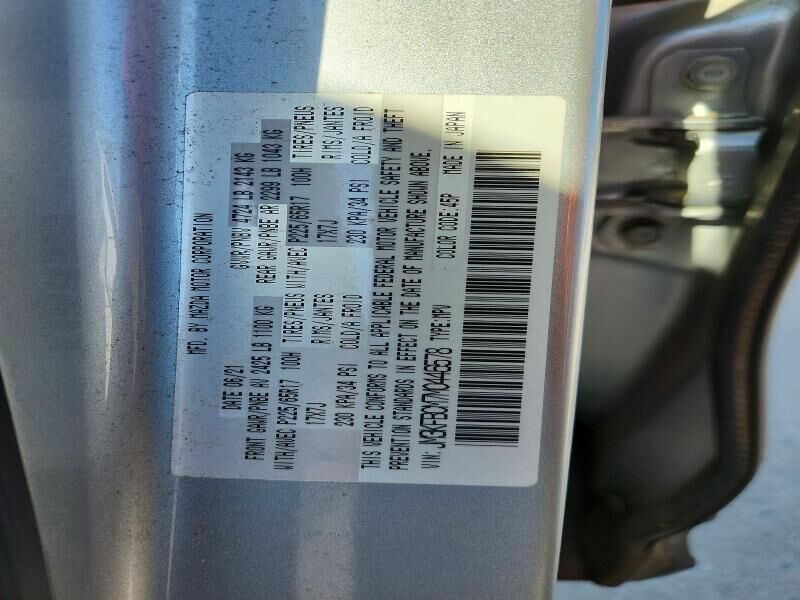 MFD. BY MAZDA MOTOR CORPORATION
DATE 06/21 GVWR/PNBV 4724 LB 2143 KG
FRONT GAWR/PNBE AV 2425 LB 1100 KG REAR GAWR/PNBE AR 2299 LB 1043 KG
WITH/AVEC P225/65R17 100H TIRES/PNEUS WITH/AVEC P225/65R17 100H TIRES/PNEUS
17X7J RIMS/JANTES 17X7J RIMS/JANTES
230 KPA/34 PSI COLD/A FROID 230 KPA/34 PSI COLD/A FROID
THIS VEHICLE CONFORMS TO ALL APPLICABLE FEDERAL MOTOR VEHICLE SAFETY AND THEFT
PREVENTION STANDARDS IN EFFECT ON THE DATE OF MANUFACTURE SHOWN ABOVE.
VIN: JM3KFBCM7M0446578 TYPE:MPV COLOR CODE:45P MADE IN JAPAN